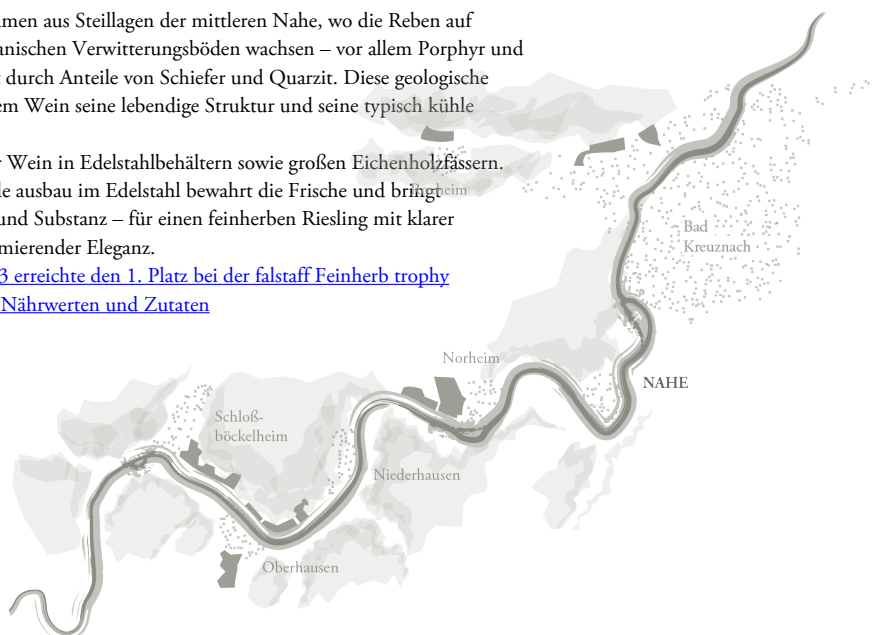 men aus Steillagen der mittleren Nahe, wo die Reben auf
anischen Verwitterungsböden wachsen – vor allem Porphyr und
durch Anteile von Schiefer und Quarzit. Diese geologische
em Wein seine lebendige Struktur und seine typisch kühle
Wein in Edelstahlbehältern sowie großen Eichenholzfässern.
le ausbau im Edelstahl bewahrt die Frische und bringt
und Substanz – für einen feinherben Riesling mit klarer
mierender Eleganz.
3 erreichte den 1. Platz bei der falstaff Feinherb trophy
Nährwerten und Zutaten
Bad
Kreuznach
Norheim
NAHE
Schloß-
böckelheim
Niederhausen
Oberhausen